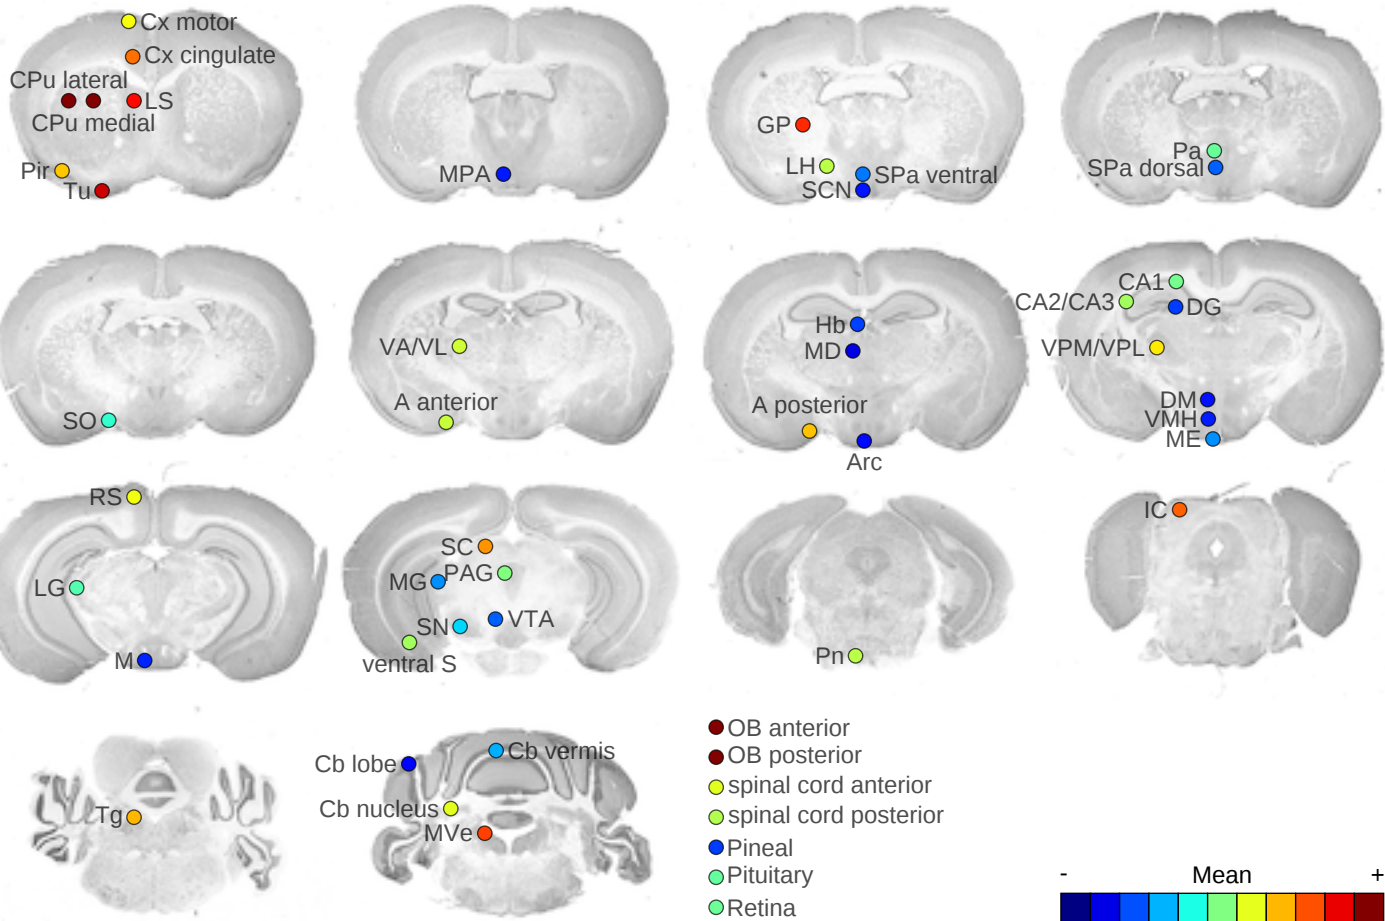 Cx motor
Cx cingulate
CPu lateral
LS
CPu medial
Pir
Tu
MPA
GP
LH
SPa ventral
SCN
Pa
SPa dorsal
SO
VA/VL
A anterior
Hb
MD
A posterior
Arc
CA1
CA2/CA3
DG
VPM/VPL
DM
VMH
ME
RS
LG
M
SC
MG
PAG
SN
VTA
ventral S
Pn
IC
Tg
Cb lobe
Cb vermis
Cb nucleus
MVe
OB anterior
OB posterior
spinal cord anterior
spinal cord posterior
Pineal
Pituitary
Retina
- Mean +